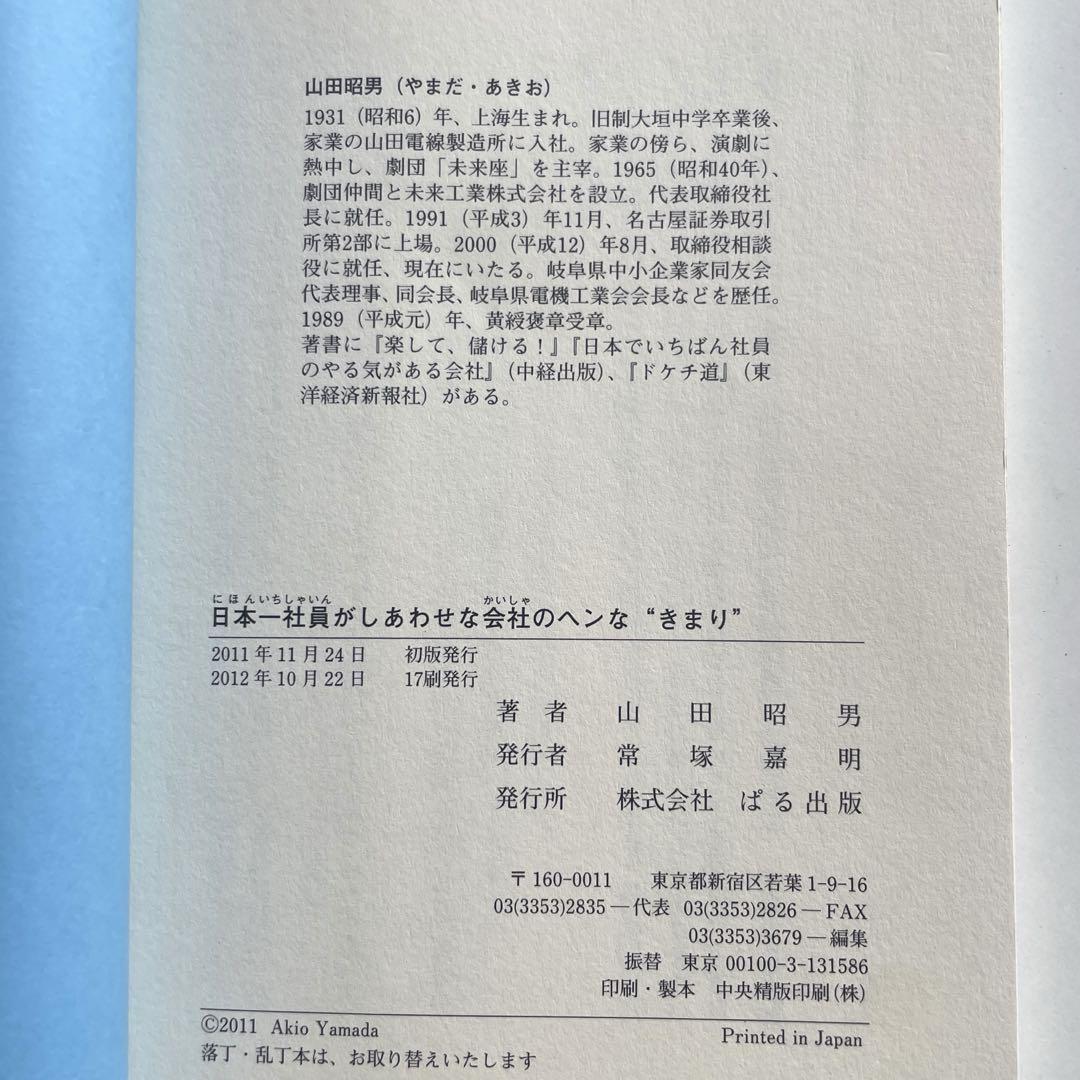 山田昭男(やまだ・あきお)
1931(昭和6)年、上海生まれ。旧制大垣中学卒業後、
家業の山田電線製造所に入社。家業の傍ら、演劇に
熱中し、劇団「未来座」を主宰。1965(昭和40年)、
劇団仲間と未来工業株式会社を設立。代表取締役社
長に就任。1991(平成3)年11月、名古屋証券取引
所第2部に上場。2000(平成12)年8月、取締役相談
役に就任、現在にいたる。岐阜県中小企業家同友会
代表理事、同会長、岐阜県電機工業会会長などを歴任。
1989(平成元)年、黄綬褒章受章。
著書に『楽して、儲ける!』『日本でいちばん社員
のやる気がある会社』(中経出版)、『ドケチ道』(東
洋経済新報社)がある。
にほんいちしゃいん かいしゃ
日本一社員がしあわせな会社のヘンな“きまり”
2011年11月24日 初版発行
2012年10月22日 17刷発行
著者 山田昭男
発行者 常塚嘉明
発行所 株式会社 ぱる出版
〒160-0011 東京都新宿区若葉1-9-16
03(3353)2835―代表 03(3353)2826―FAX
03(3353)3679―編集
振替 東京 00100-3-131586
印刷・製本 中央精版印刷(株)
©2011 Akio Yamada
Printed in Japan
落丁・乱丁本は、お取り替えいたします